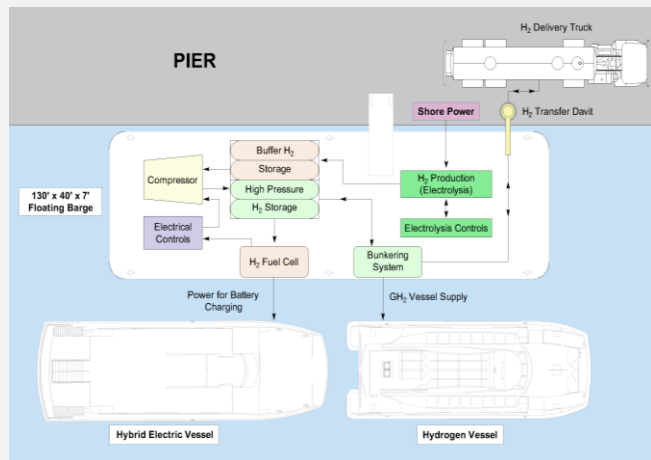 H₂ Delivery Truck
PIER
Shore Power
H₂ Transfer Davit
Buffer H₂
Storage
High Pressure
H₂ Storage
Compressor
H₂ Production
(Electrolysis)
130' x 40' x 7'
Floating Barge
Electrical
Controls
Electrolysis Controls
H₂ Fuel Cell
Bunkering
System
Power for Battery
Charging
GH₂ Vessel Supply
Hybrid Electric Vessel
Hydrogen Vessel